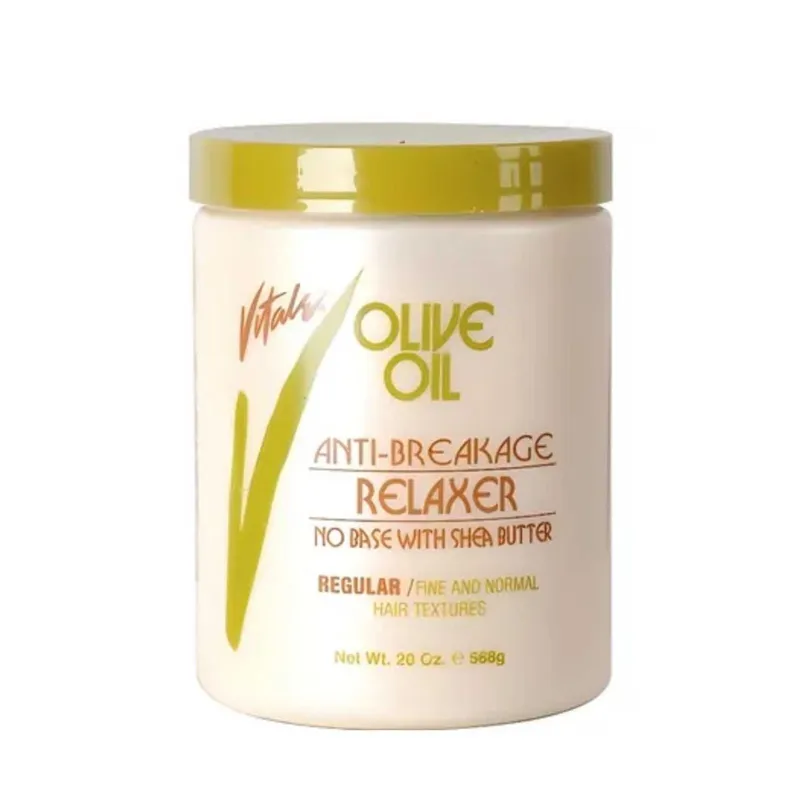 Vitale
OLIVE
OIL
ANTI-BREAKAGE
RELAXER
NO BASE WITH SHEA BUTTER
REGULAR / FINE AND NORMAL
HAIR TEXTURES
Net Wt. 20 Oz. e 568g